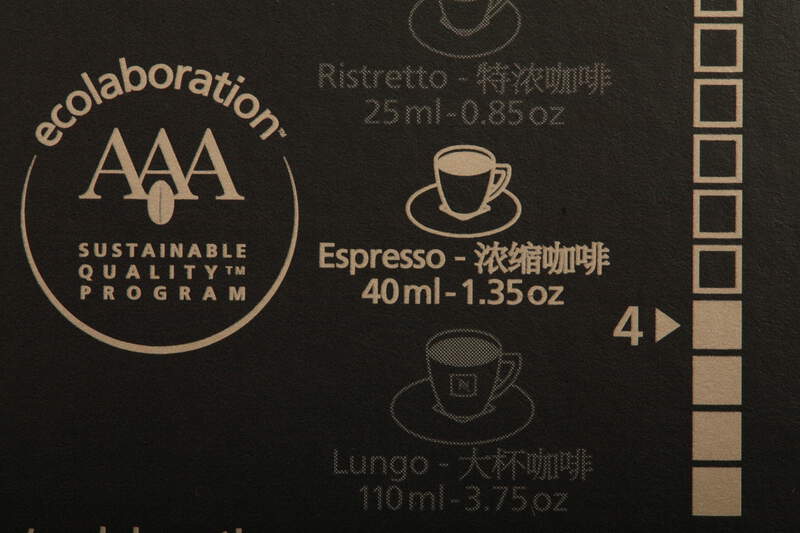 ecolaboration™
AAA
SUSTAINABLE
QUALITY™
PROGRAM
Ristretto - 特浓咖啡
25ml-0.85oz
Espresso - 浓缩咖啡
40ml-1.35oz
4
N
Lungo - 大杯咖啡
110ml-3.75oz